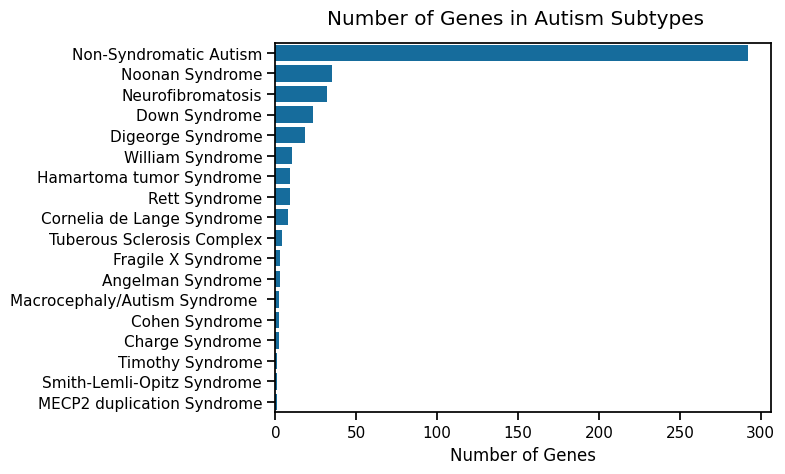 Number of Genes in Autism Subtypes
Non-Syndromatic Autism
Noonan Syndrome
Neurofibromatosis
Down Syndrome
Digeorge Syndrome
William Syndrome
Hamartoma tumor Syndrome
Rett Syndrome
Cornelia de Lange Syndrome
Tuberous Sclerosis Complex
Fragile X Syndrome
Angelman Syndrome
Macrocephaly/Autism Syndrome
Cohen Syndrome
Charge Syndrome
Timothy Syndrome
Smith-Lemli-Opitz Syndrome
MECP2 duplication Syndrome
0 50 100 150 200 250 300
Number of Genes